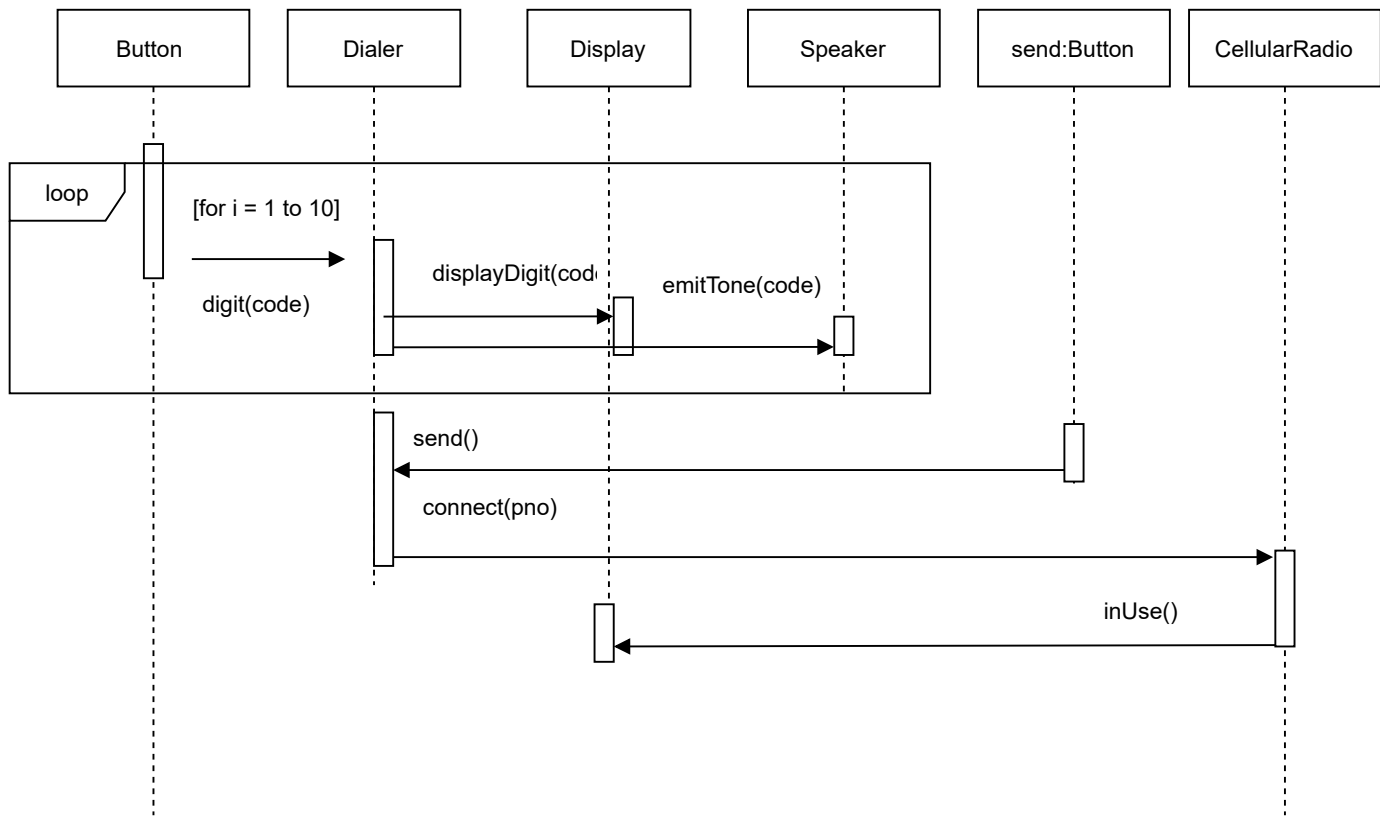 Button
Dialer
Display
Speaker
send:Button
CellularRadio
loop
[for i = 1 to 10]
digit(code)
displayDigit(cod
emitTone(code)
send()
connect(pno)
inUse()